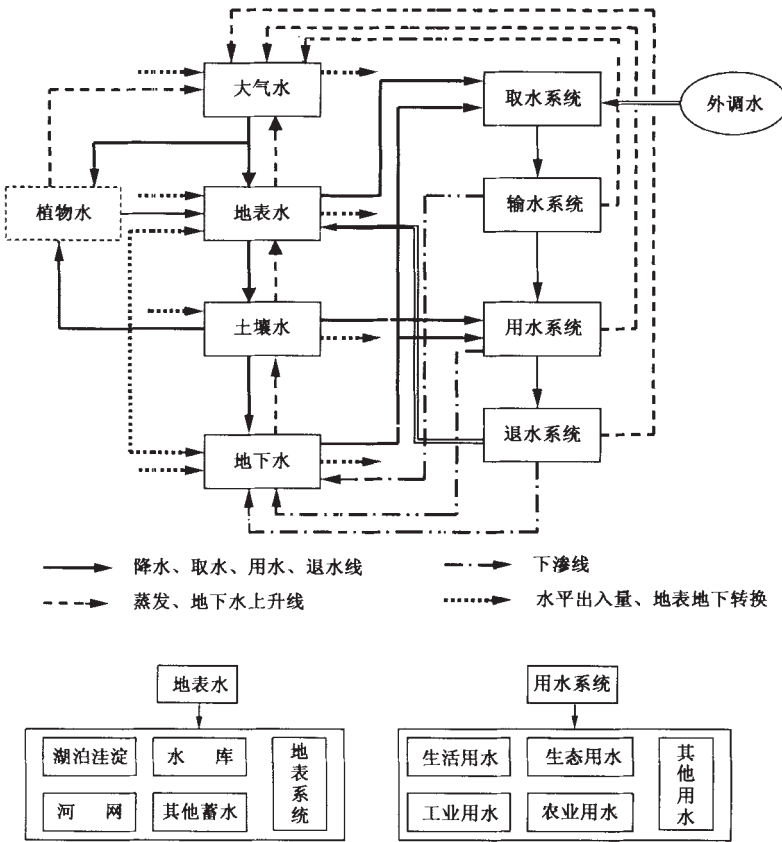 大气水
取水系统
外调水
植物水
地表水
输水系统
土壤水
用水系统
地下水
退水系统
降水、取水、用水、退水线
下渗线
蒸发、地下水上升线
水平出入量、地表地下转换
地表水
用水系统
湖泊洼淀
水 库
地表系统
河 网
其他蓄水
生活用水
生态用水
其他用水
工业用水
农业用水